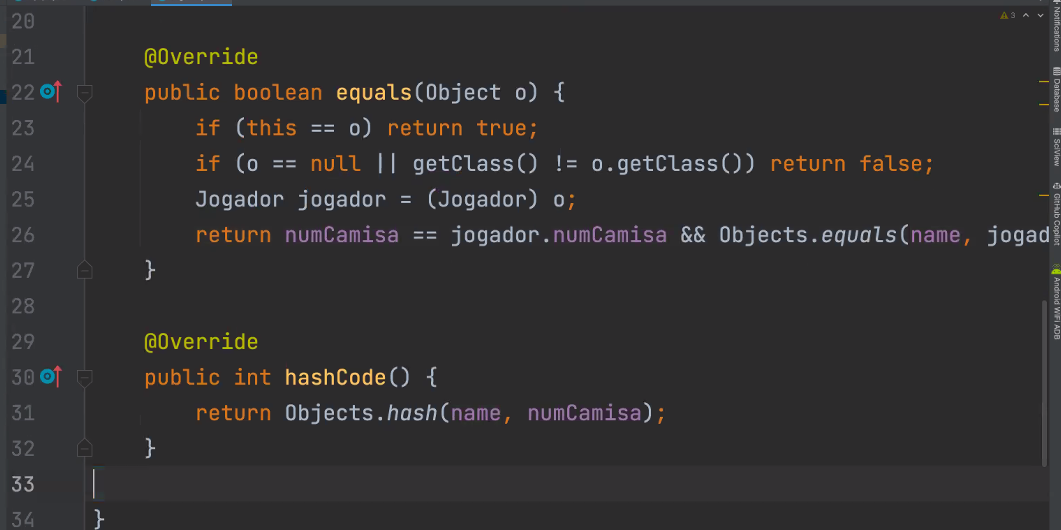 20
21 @Override
22 public boolean equals(Object o) {
23 if (this == o) return true;
24 if (o == null || getClass() != o.getClass()) return false;
25 Jogador jogador = (Jogador) o;
26 return numCamisa == jogador.numCamisa && Objects.equals(name, jogad
27 }
28
29 @Override
30 public int hashCode() {
31 return Objects.hash(name, numCamisa);
32 }
33
34 }
3
Notifications
Database
SciView
GitHub Copilot
Android WiFi ADB